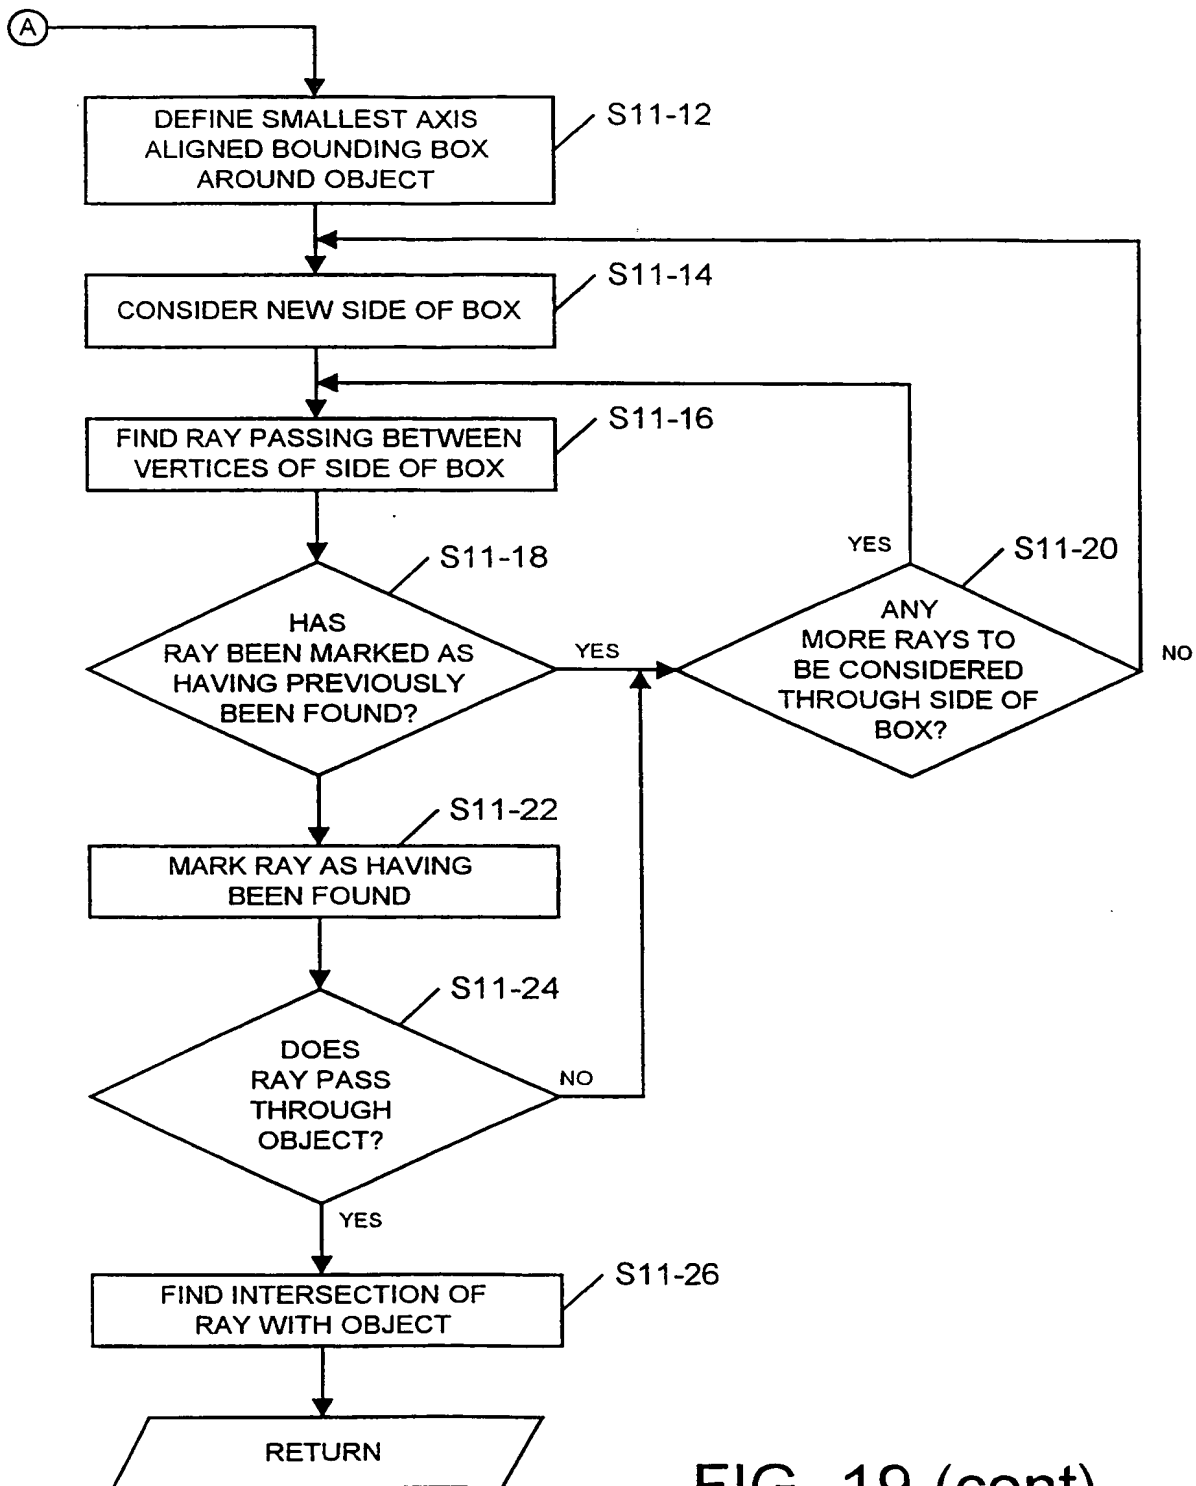 A
DEFINE SMALLEST AXIS
ALIGNED BOUNDING BOX
AROUND OBJECT
S11-12
CONSIDER NEW SIDE OF BOX
S11-14
FIND RAY PASSING BETWEEN
VERTICES OF SIDE OF BOX
S11-16
HAS
RAY BEEN MARKED AS
HAVING PREVIOUSLY
BEEN FOUND?
S11-18
YES
YES
S11-20
ANY
MORE RAYS TO
BE CONSIDERED
THROUGH SIDE OF
BOX?
NO
S11-22
MARK RAY AS HAVING
BEEN FOUND
S11-24
DOES
RAY PASS
THROUGH
OBJECT?
NO
YES
FIND INTERSECTION OF
RAY WITH OBJECT
S11-26
RETURN
FIG. 19 (cont)